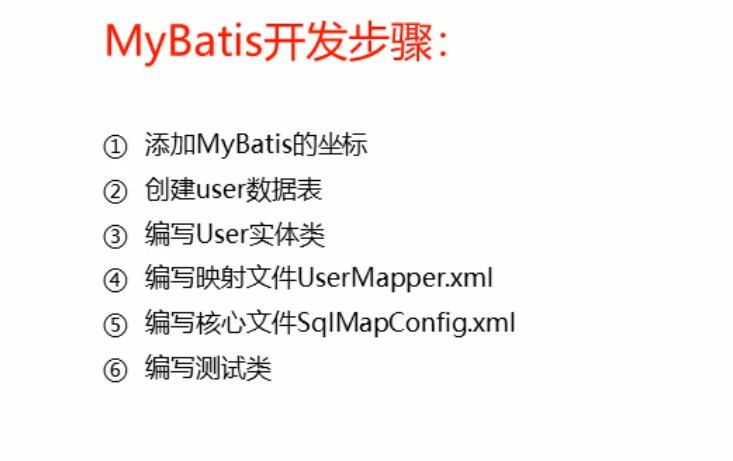 MyBatis开发步骤：
① 添加MyBatis的坐标
② 创建user数据表
③ 编写User实体类
④ 编写映射文件UserMapper.xml
⑤ 编写核心文件SqlMapConfig.xml
⑥ 编写测试类